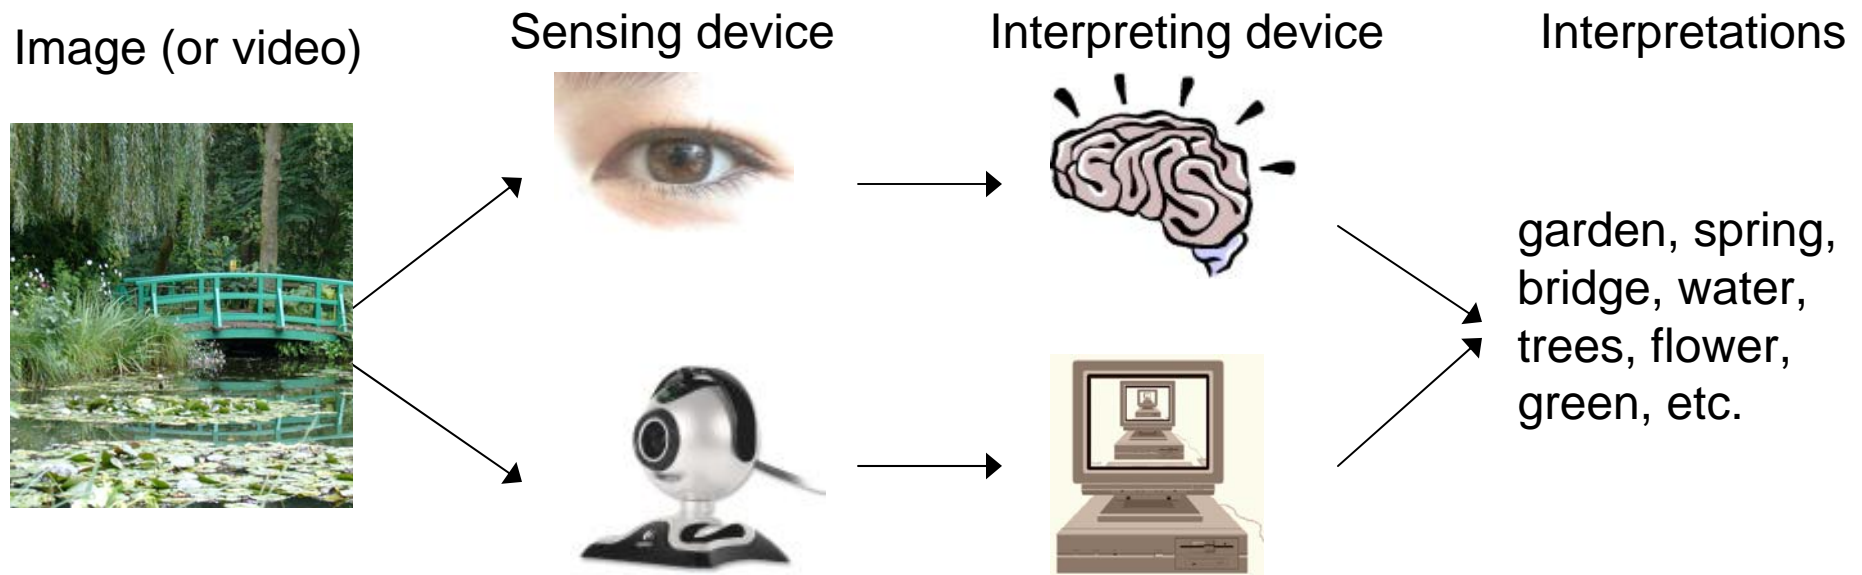 Image (or video)
Sensing device
Interpreting device
Interpretations
garden, spring,
bridge, water,
trees, flower,
green, etc.